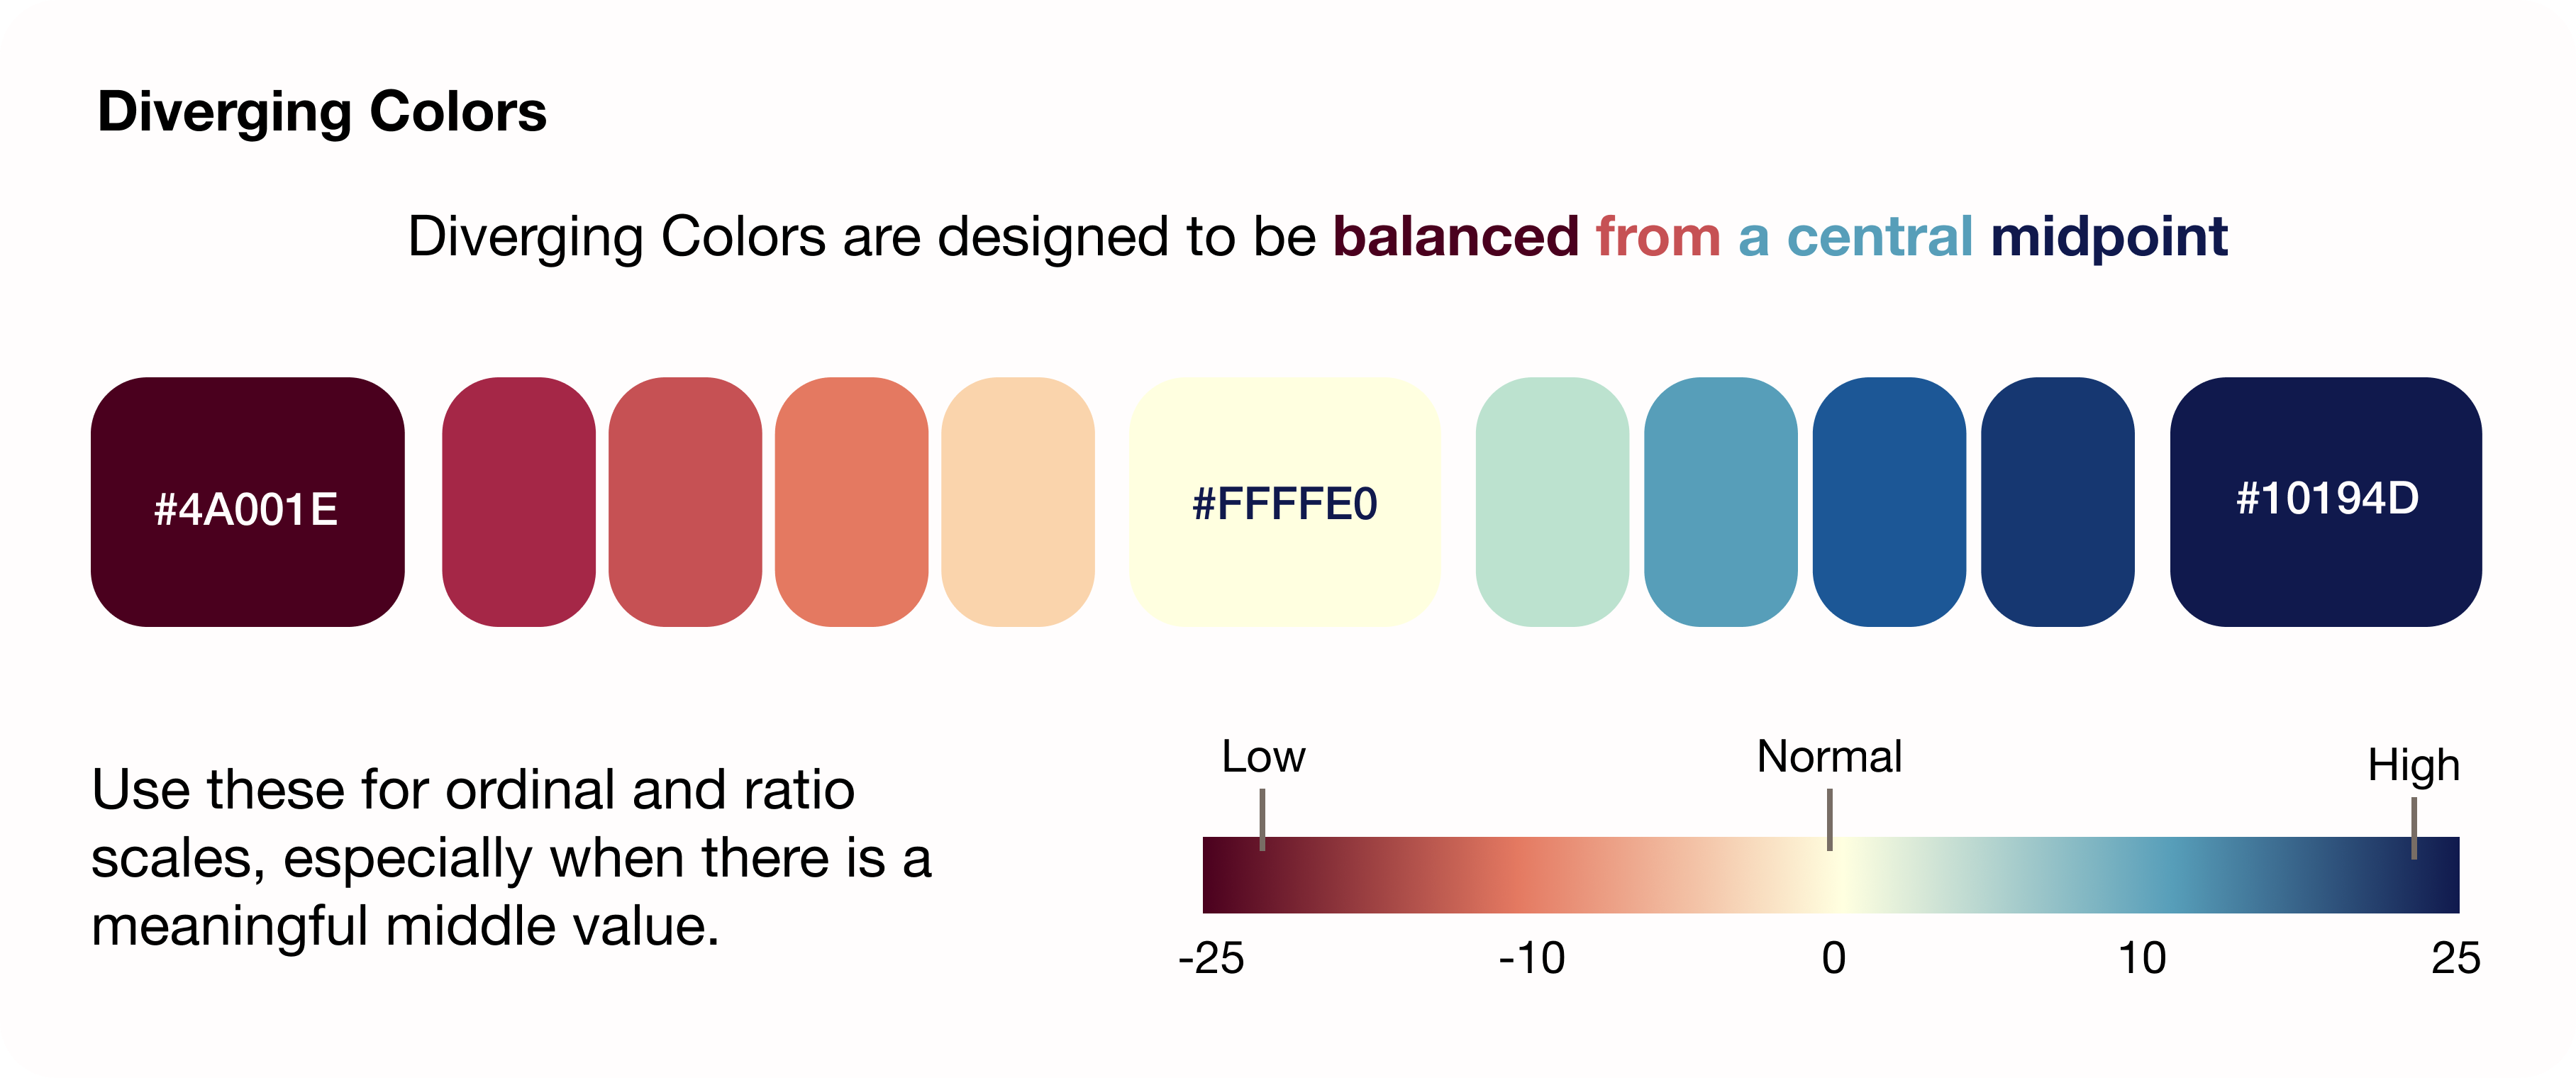 Diverging Colors
Diverging Colors are designed to be balanced from a central midpoint
#4A001E
#FFFFE0
#10194D
Use these for ordinal and ratio
scales, especially when there is a
meaningful middle value.
Low
Normal
High
-25
-10
0
10
25